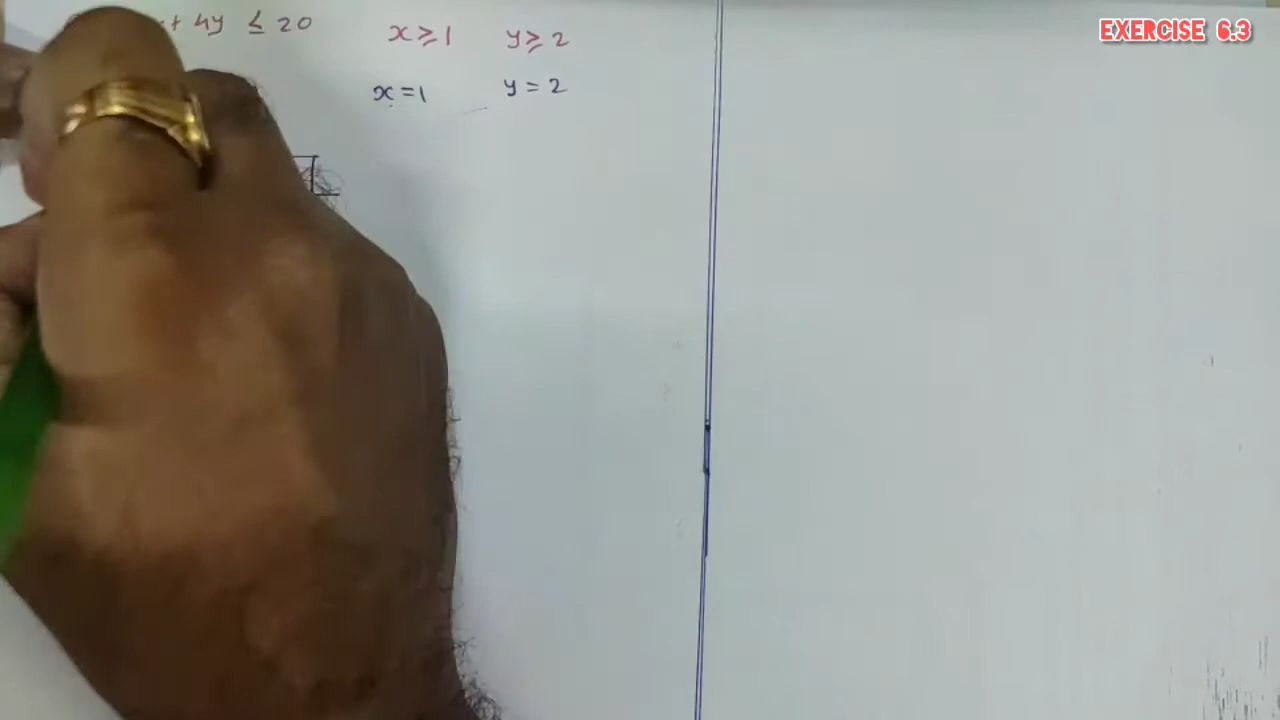 + 4y ≤ 20 x ≥ 1 y ≥ 2
x = 1 y = 2
EXERCISE 6.3